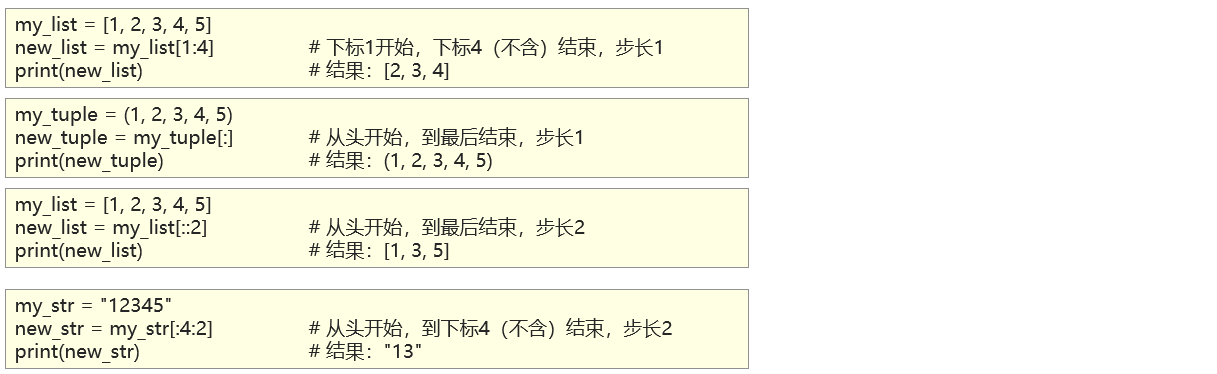 my_list = [1, 2, 3, 4, 5]
new_list = my_list[1:4] # 下标1开始，下标4（不含）结束，步长1
print(new_list) # 结果：[2, 3, 4]
my_tuple = (1, 2, 3, 4, 5)
new_tuple = my_tuple[:] # 从头开始，到最后结束，步长1
print(new_tuple) # 结果：(1, 2, 3, 4, 5)
my_list = [1, 2, 3, 4, 5]
new_list = my_list[::2] # 从头开始，到最后结束，步长2
print(new_list) # 结果：[1, 3, 5]
my_str = "12345"
new_str = my_str[:4:2] # 从头开始，到下标4（不含）结束，步长2
print(new_str) # 结果："13"